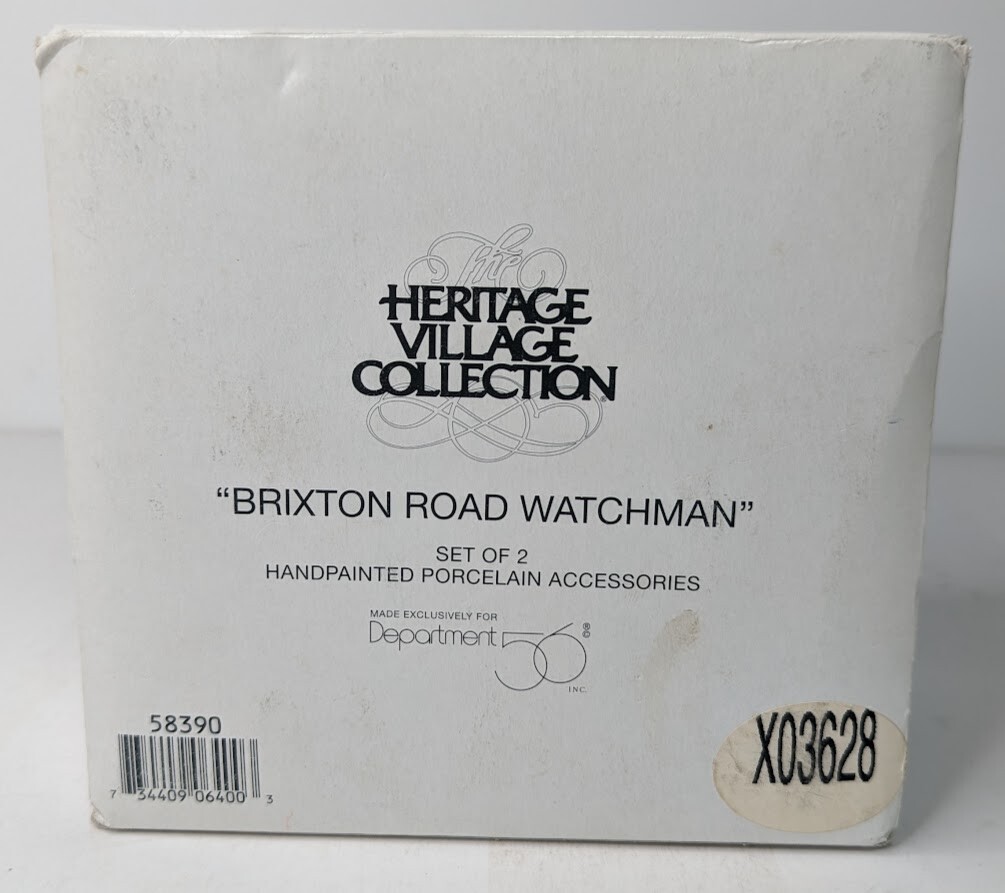 The
HERITAGE
VILLAGE
COLLECTION®
“BRIXTON ROAD WATCHMAN”
SET OF 2
HANDPAINTED PORCELAIN ACCESSORIES
MADE EXCLUSIVELY FOR
Department 56 ®©
INC.
58390
7 34409 06400 3
X03628